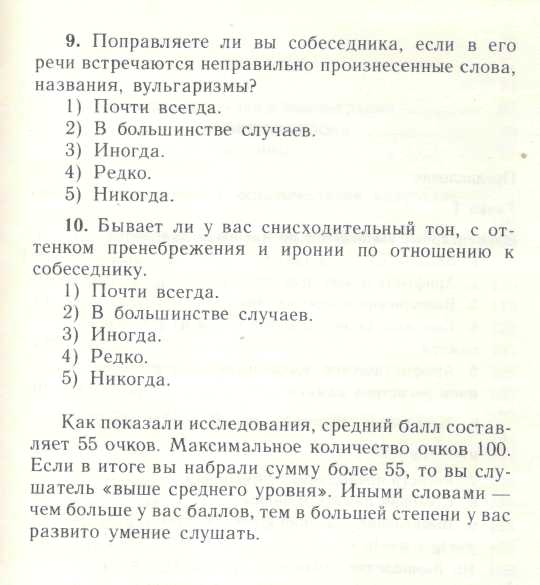 9. Поправляете ли вы собеседника, если в его
речи встречаются неправильно произнесенные слова,
названия, вульгаризмы?
1) Почти всегда.
2) В большинстве случаев.
3) Иногда.
4) Редко.
5) Никогда.
10. Бывает ли у вас снисходительный тон, с от-
тенком пренебрежения и иронии по отношению к
собеседнику.
1) Почти всегда.
2) В большинстве случаев.
3) Иногда.
4) Редко.
5) Никогда.
Как показали исследования, средний балл состав-
ляет 55 очков. Максимальное количество очков 100.
Если в итоге вы набрали сумму более 55, то вы слу-
шатель «выше среднего уровня». Иными словами —
чем больше у вас баллов, тем в большей степени у вас
развито умение слушать.